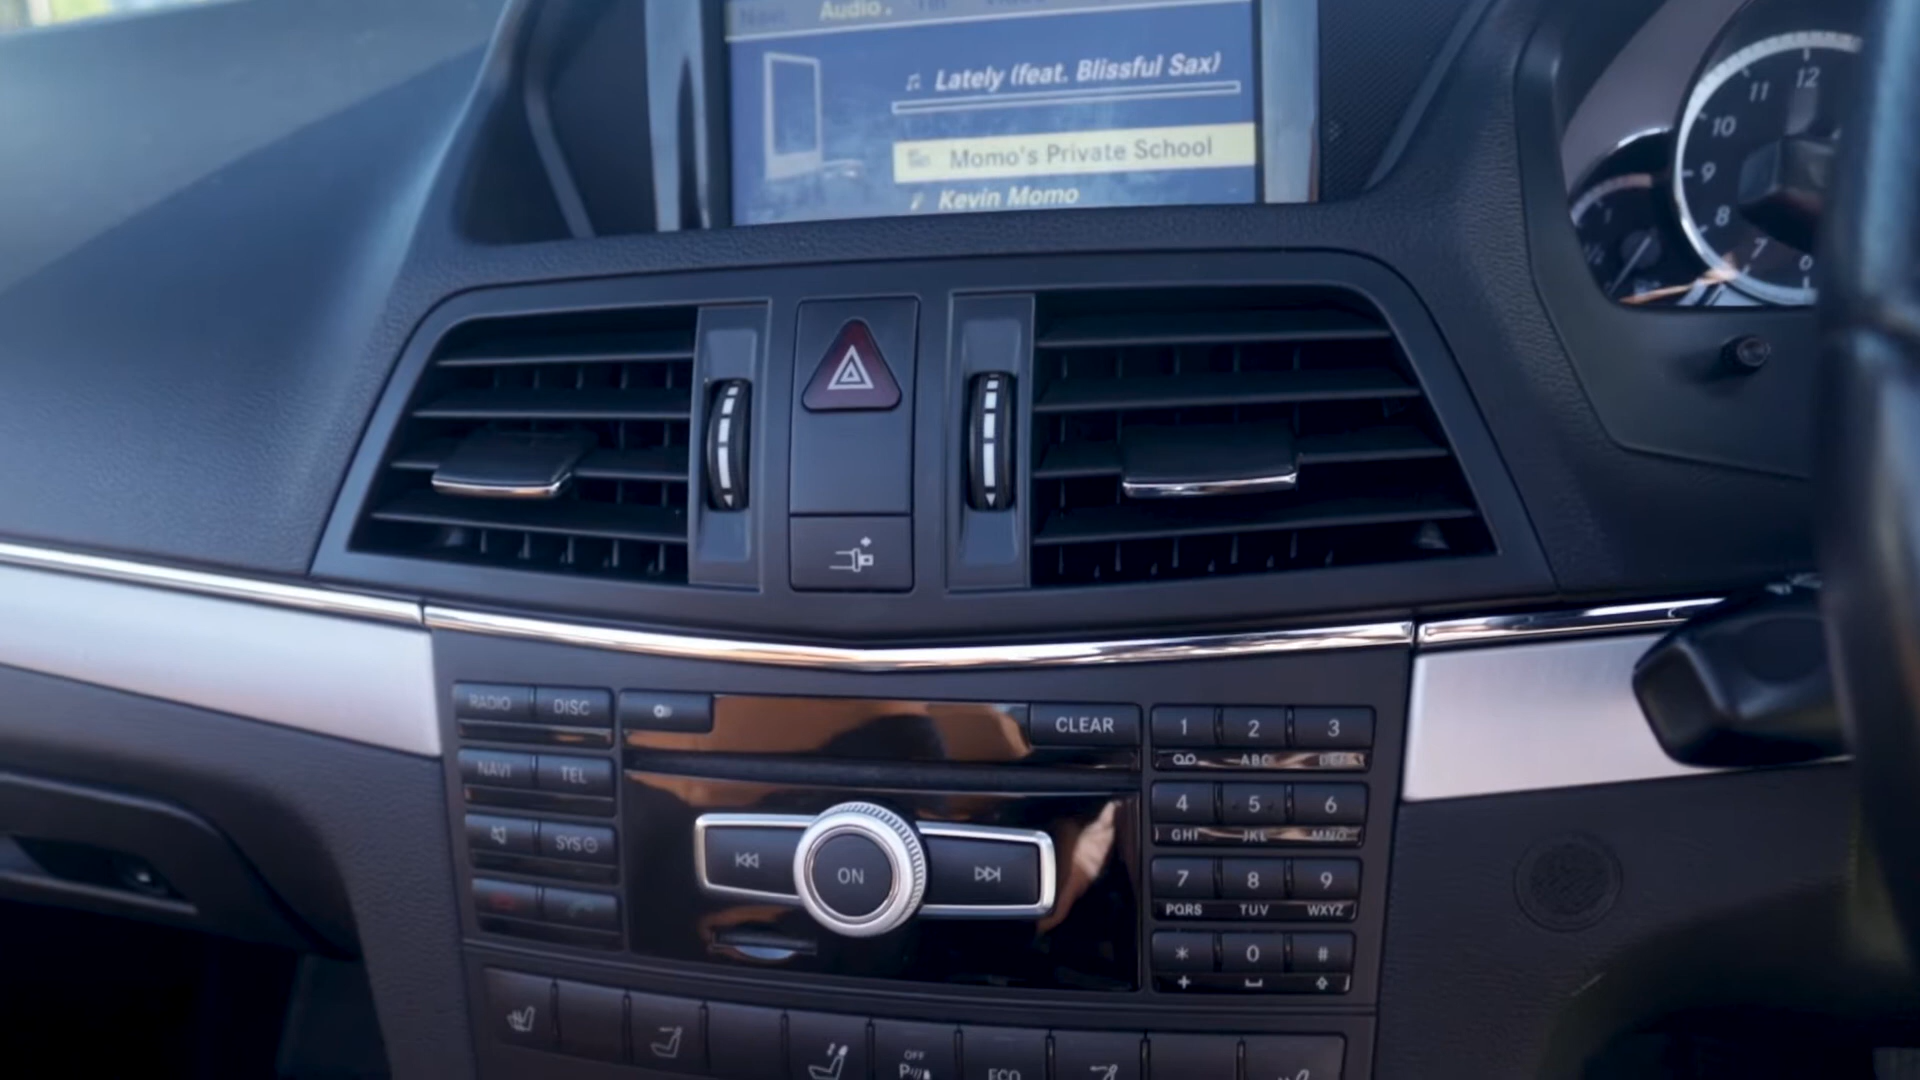 Audio
Lately (feat. Blissful Sax)
Momo's Private School
Kevin Momo
12
11
10
9
8
7
6
RADIO DISC
CLEAR
1 2 3
ABC DEF
NAVI TEL
4 5 6
GHI JKL MNO
SYS
ON
7 8 9
PQRS TUV WXYZ
* 0 #
+
OFF
P
ECO